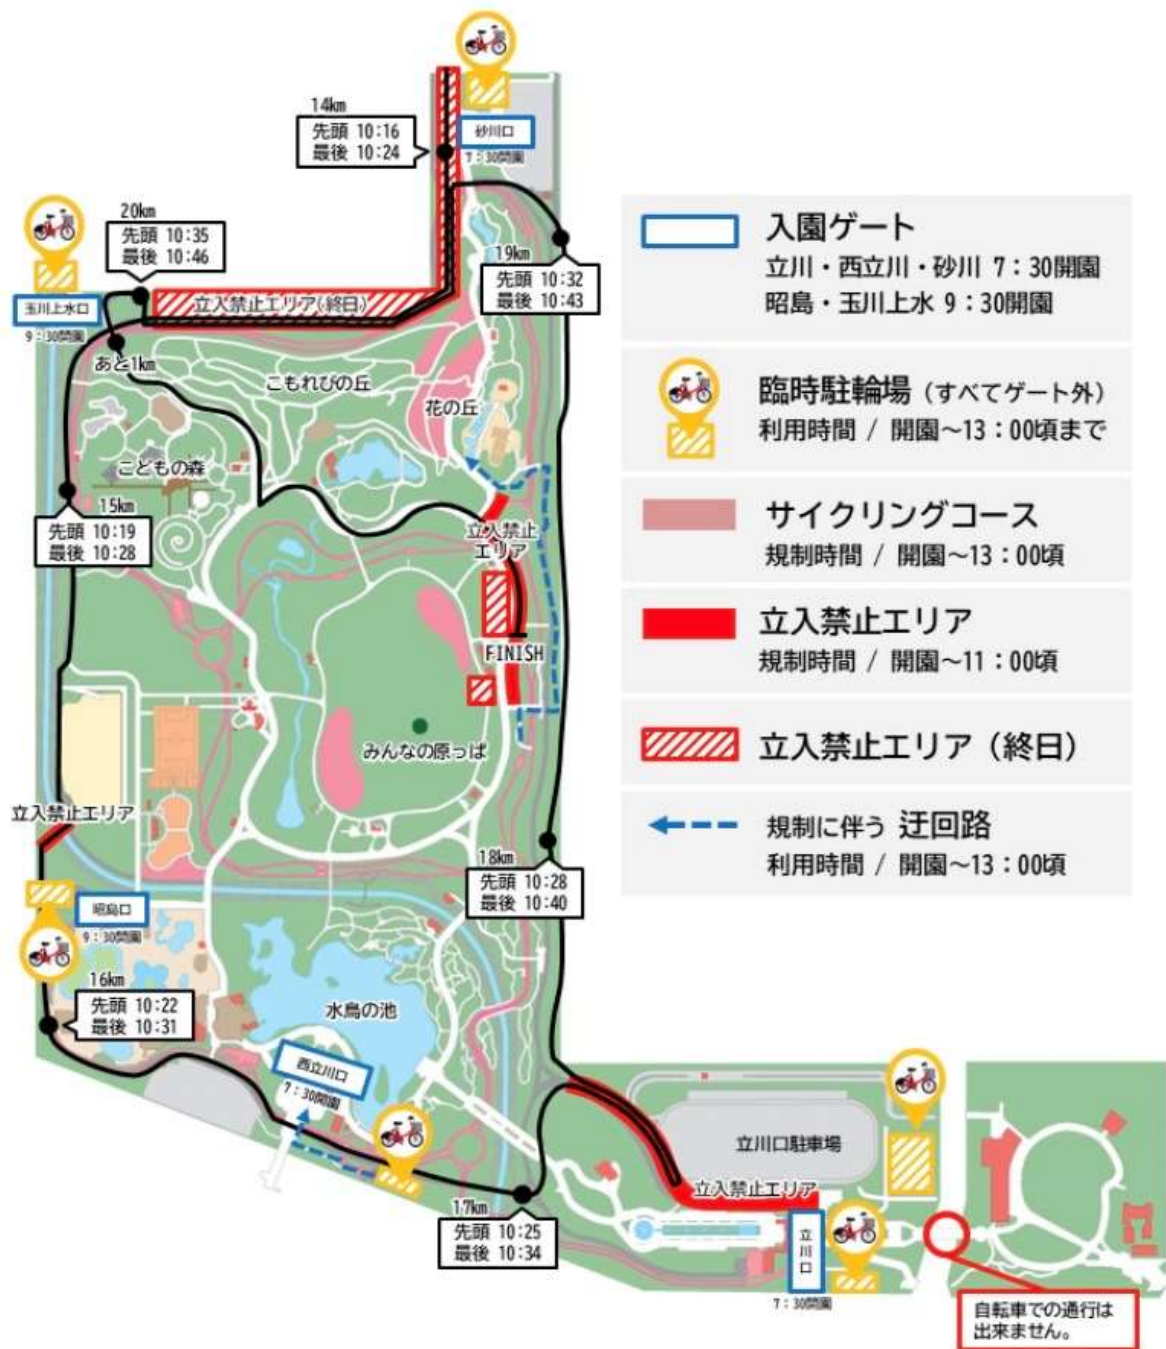 14km
先頭 10:16
最後 10:24
砂川口
7:30開園
20km
先頭 10:35
最後 10:46
19km
先頭 10:32
最後 10:43
立入禁止エリア(終日)
玉川上水口
9:30開園
あと1km
こもれびの丘
花の丘
こどもの森
15km
先頭 10:19
最後 10:28
立入禁止
エリア
FINISH
みんなの原っぱ
立入禁止エリア
18km
先頭 10:28
最後 10:40
昭島口
9:30開園
16km
先頭 10:22
最後 10:31
水鳥の池
西立川口
7:30開園
17km
先頭 10:25
最後 10:34
立川口駐車場
立入禁止エリア
立川口
7:30開園
自転車での通行は
出来ません。
入園ゲート
立川・西立川・砂川 7:30開園
昭島・玉川上水 9:30開園
臨時駐輪場(すべてゲート外)
利用時間 / 開園~13:00頃まで
サイクリングコース
規制時間 / 開園~13:00頃
立入禁止エリア
規制時間 / 開園~11:00頃
立入禁止エリア(終日)
規制に伴う 迂回路
利用時間 / 開園~13:00頃